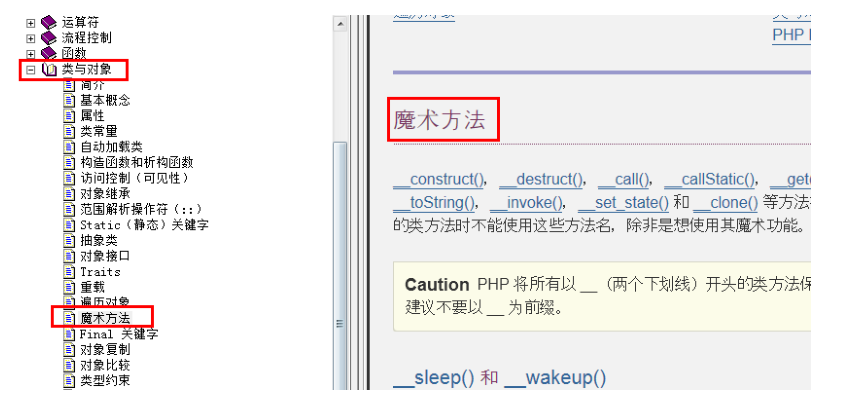 运算符
流程控制
函数
类与对象
简介
基本概念
属性
类常量
自动加载类
构造函数和析构函数
访问控制（可见性）
对象继承
范围解析操作符（::）
Static（静态）关键字
抽象类
对象接口
Traits
重载
遍历对象
魔术方法
Final 关键字
对象复制
对象比较
类型约束
遍历对象
PHP
魔术方法
__construct(), __destruct(), __call(), __callStatic(), __get
__toString(), __invoke(), __set_state() 和 __clone() 等方法
的类方法时不能使用这些方法名，除非是想使用其魔术功能。
Caution PHP 将所有以 __（两个下划线）开头的类方法保
建议不要以 __ 为前缀。
__sleep() 和 __wakeup()